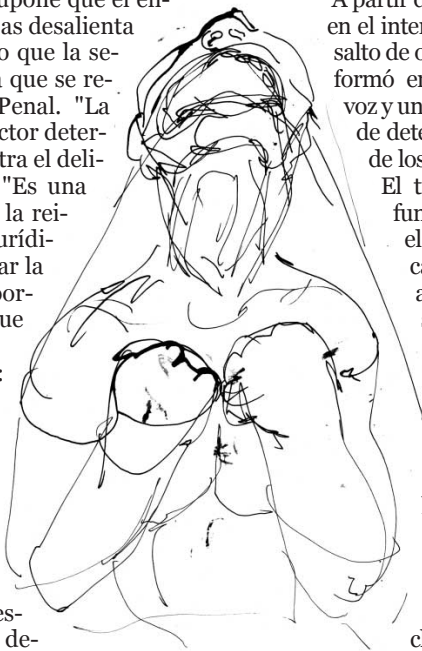 upone que el en-
as desalienta
o que la se-
que se re-
Penal. "La
ctor deter-
tra el deli-
"Es una
la rei-
urídi-
ar la
por-
ue
:
es-
de-
A partir d
en el inter
salto de c
formó en
voz y un
de dete
de los
El t
fun
el
ca
a
cl